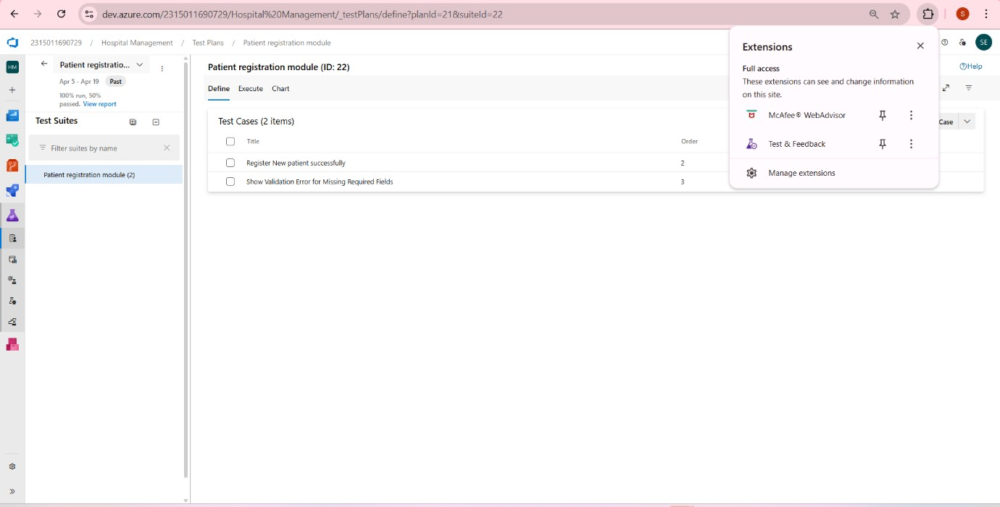 dev.azure.com/2315011690729/Hospital%20Management/_testPlans/define?planId=21&suiteId=22
S
2315011690729 / Hospital Management / Test Plans / Patient registration module
SE
HM
Patient registratio...
Apr 5 - Apr 19 Past
100% run, 50%
passed. View report
Test Suites
Filter suites by name
Patient registration module (2)
Patient registration module (ID: 22)
Help
Define Execute Chart
Test Cases (2 items)
Case
Title Order
Register New patient successfully 2
Show Validation Error for Missing Required Fields 3
Extensions
Full access
These extensions can see and change information
on this site.
McAfee® WebAdvisor
Test & Feedback
Manage extensions